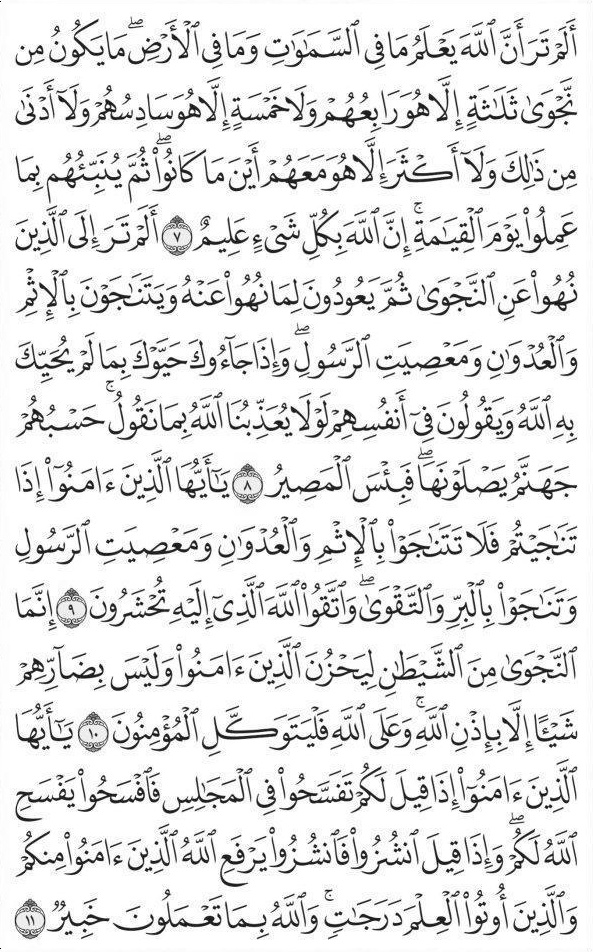 أَلَمْ تَرَ أَنَّ ٱللَّهَ يَعْلَمُ مَا فِى ٱلسَّمَٰوَٰتِ وَمَا فِى ٱلْأَرْضِ ۖ مَا يَكُونُ مِن
نَّجْوَىٰ ثَلَٰثَةٍ إِلَّا هُوَ رَابِعُهُمْ وَلَا خَمْسَةٍ إِلَّا هُوَ سَادِسُهُمْ وَلَآ أَدْنَىٰ
مِن ذَٰلِكَ وَلَآ أَكْثَرَ إِلَّا هُوَ مَعَهُمْ أَيْنَ مَا كَانُوا۟ ۖ ثُمَّ يُنَبِّئُهُم بِمَا
عَمِلُوا۟ يَوْمَ ٱلْقِيَٰمَةِ ۚ إِنَّ ٱللَّهَ بِكُلِّ شَىْءٍ عَلِيمٌ ٧ أَلَمْ تَرَ إِلَى ٱلَّذِينَ
نُهُوا۟ عَنِ ٱلنَّجْوَىٰ ثُمَّ يَعُودُونَ لِمَا نُهُوا۟ عَنْهُ وَيَتَنَٰجَوْنَ بِٱلْإِثْمِ
وَٱلْعُدْوَٰنِ وَمَعْصِيَتِ ٱلرَّسُولِ ۖ وَإِذَا جَآءُوكَ حَيَّوْكَ بِمَا لَمْ يُحَيِّكَ
بِهِ ٱللَّهُ وَيَقُولُونَ فِىٓ أَنفُسِهِمْ لَوْلَا يُعَذِّبُنَا ٱللَّهُ بِمَا نَقُولُ ۚ حَسْبُهُمْ
جَهَنَّمُ يَصْلَوْنَهَا ۖ فَبِئْسَ ٱلْمَصِيرُ ٨ يَٰٓأَيُّهَا ٱلَّذِينَ ءَامَنُوٓا۟ إِذَا
تَنَٰجَيْتُمْ فَلَا تَتَنَٰجَوْا۟ بِٱلْإِثْمِ وَٱلْعُدْوَٰنِ وَمَعْصِيَتِ ٱلرَّسُولِ
وَتَنَٰجَوْا۟ بِٱلْبِرِّ وَٱلتَّقْوَىٰ ۖ وَٱتَّقُوا۟ ٱللَّهَ ٱلَّذِىٓ إِلَيْهِ تُحْشَرُونَ ٩ إِنَّمَا
ٱلنَّجْوَىٰ مِنَ ٱلشَّيْطَٰنِ لِيَحْزُنَ ٱلَّذِينَ ءَامَنُوا۟ وَلَيْسَ بِضَآرِّهِمْ
شَيْـًٔا إِلَّا بِإِذْنِ ٱللَّهِ ۚ وَعَلَى ٱللَّهِ فَلْيَتَوَكَّلِ ٱلْمُؤْمِنُونَ ١٠ يَٰٓأَيُّهَا
ٱلَّذِينَ ءَامَنُوٓا۟ إِذَا قِيلَ لَكُمْ تَفَسَّحُوا۟ فِى ٱلْمَجَٰلِسِ فَٱفْسَحُوا۟ يَفْسَحِ
ٱللَّهُ لَكُمْ ۖ وَإِذَا قِيلَ ٱنشُزُوا۟ فَٱنشُزُوا۟ يَرْفَعِ ٱللَّهُ ٱلَّذِينَ ءَامَنُوا۟ مِنكُمْ
وَٱلَّذِينَ أُوتُوا۟ ٱلْعِلْمَ دَرَجَٰتٍ ۚ وَٱللَّهُ بِمَا تَعْمَلُونَ خَبِيرٌ ١١